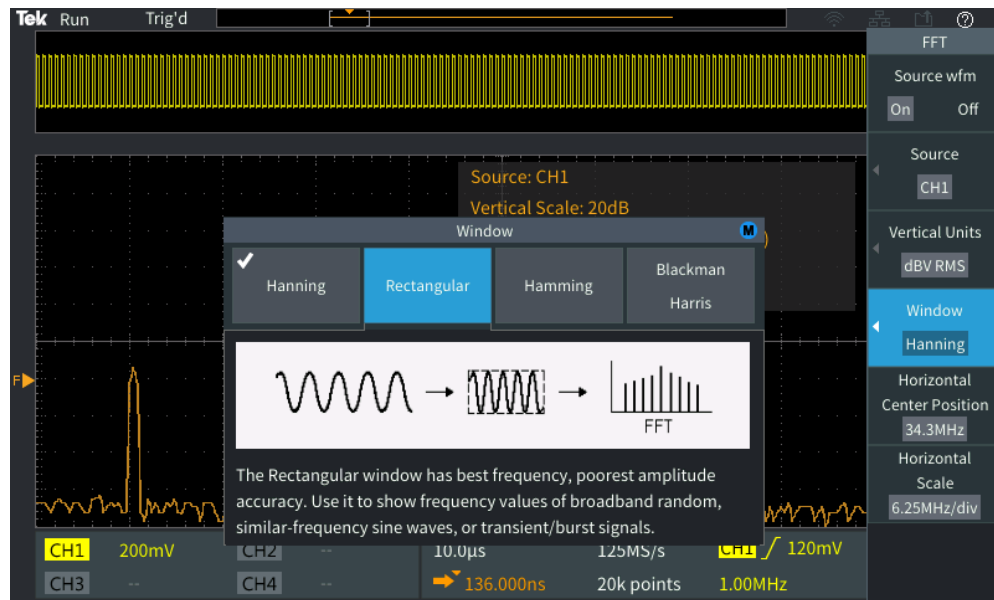 Tek Run Trig'd
FFT
Source wfm
On Off
Source
CH1
Vertical Units
dBV RMS
Window
Hanning
Horizontal
Center Position
34.3MHz
Horizontal
Scale
6.25MHz/div
Source: CH1
Vertical Scale: 20dB
)
Window M
Hanning Rectangular Hamming Blackman
Harris
FFT
The Rectangular window has best frequency, poorest amplitude
accuracy. Use it to show frequency values of broadband random,
similar-frequency sine waves, or transient/burst signals.
F
CH1 200mV CH2 -- 10.0µs 125MS/s CH1 120mV
CH3 -- CH4 -- 136.000ns 20k points 1.00MHz